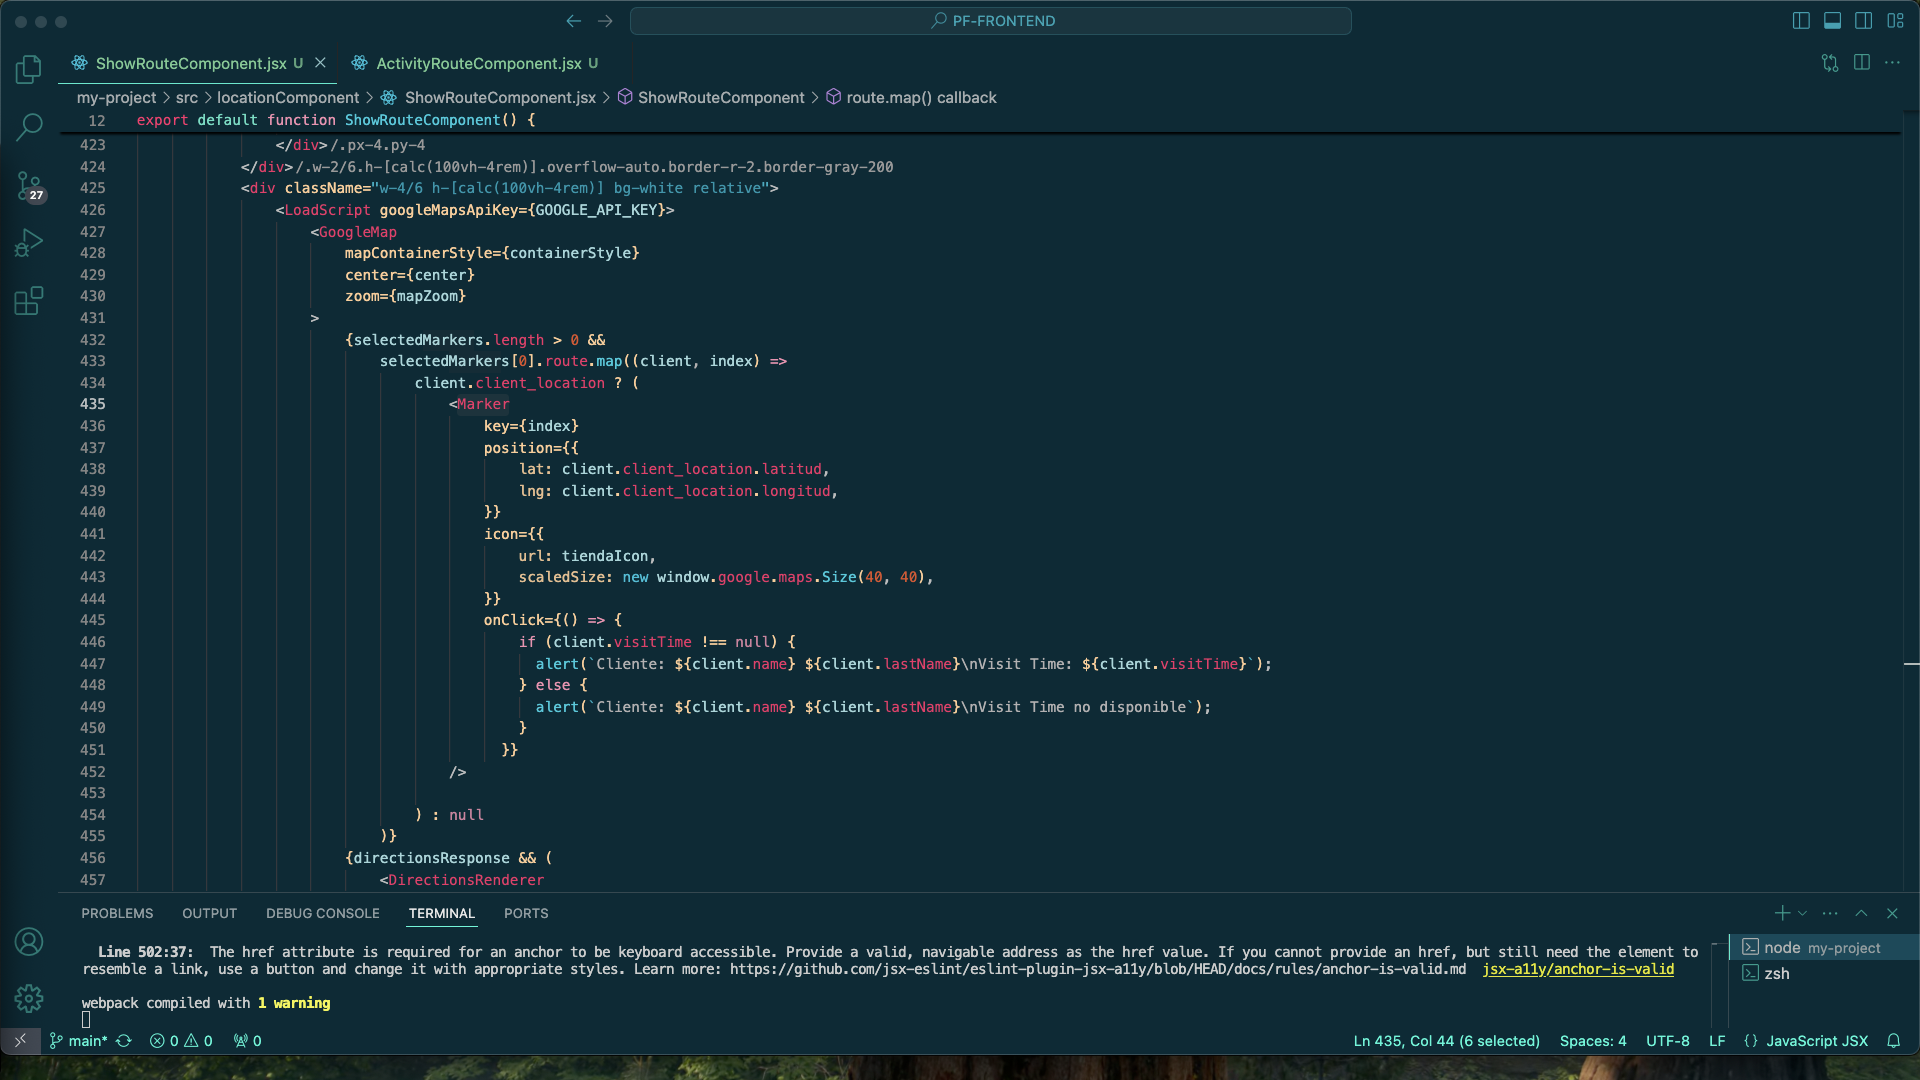 PF-FRONTEND
ShowRouteComponent.jsx U
ActivityRouteComponent.jsx U
my-project > src > locationComponent > ShowRouteComponent.jsx > ShowRouteComponent > route.map() callback
12 export default function ShowRouteComponent() {
423 </div>/.px-4.py-4
424 </div>/.w-2/6.h-[calc(100vh-4rem)].overflow-auto.border-r-2.border-gray-200
425 <div className="w-4/6 h-[calc(100vh-4rem)] bg-white relative">
426 <LoadScript googleMapsApiKey={GOOGLE_API_KEY}>
427 <GoogleMap
428 mapContainerStyle={containerStyle}
429 center={center}
430 zoom={mapZoom}
431 >
432 {selectedMarkers.length > 0 &&
433 selectedMarkers[0].route.map((client, index) =>
434 client.client_location ? (
435 <Marker
436 key={index}
437 position={{
438 lat: client.client_location.latitud,
439 lng: client.client_location.longitud,
440 }}
441 icon={{
442 url: tiendaIcon,
443 scaledSize: new window.google.maps.Size(40, 40),
444 }}
445 onClick={() => {
446 if (client.visitTime !== null) {
447 alert(`Cliente: ${client.name} ${client.lastName}\nVisit Time: ${client.visitTime}`);
448 } else {
449 alert(`Cliente: ${client.name} ${client.lastName}\nVisit Time no disponible`);
450 }
451 }}
452 />
453
454 ) : null
455 )}
456 {directionsResponse && (
457 <DirectionsRenderer
27
PROBLEMS OUTPUT DEBUG CONSOLE TERMINAL PORTS
Line 502:37: The href attribute is required for an anchor to be keyboard accessible. Provide a valid, navigable address as the href value. If you cannot provide an href, but still need the element to
resemble a link, use a button and change it with appropriate styles. Learn more: https://github.com/jsx-eslint/eslint-plugin-jsx-a11y/blob/HEAD/docs/rules/anchor-is-valid.md jsx-a11y/anchor-is-valid
webpack compiled with 1 warning
node my-project
zsh
main* 0 0 0 Ln 435, Col 44 (6 selected) Spaces: 4 UTF-8 LF {} JavaScript JSX